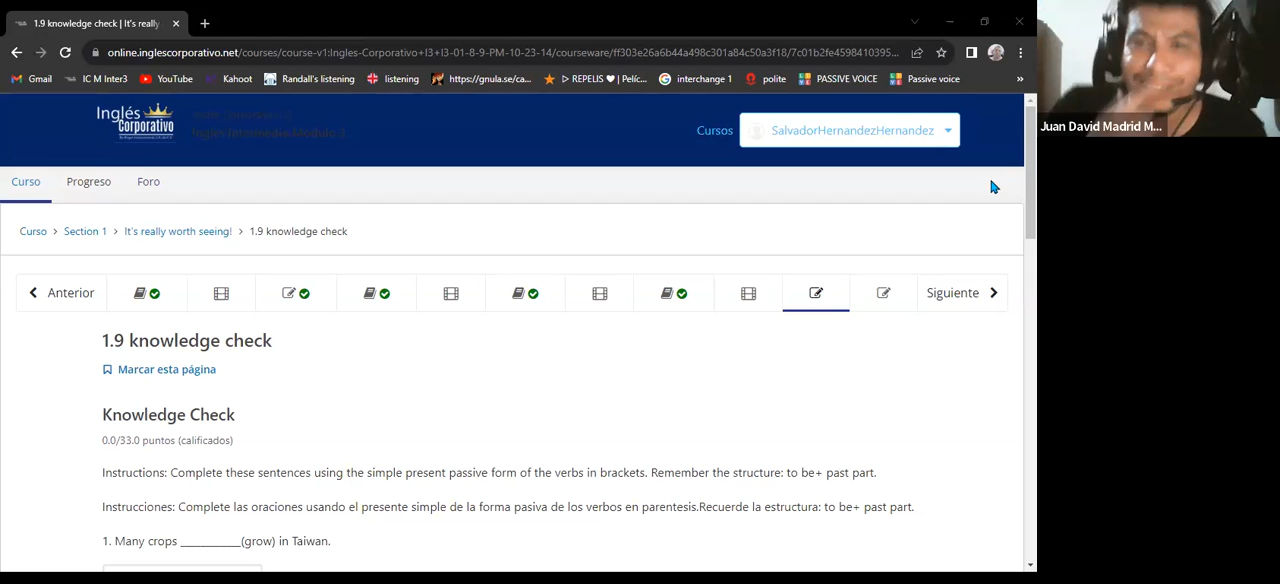 1.9 knowledge check | It's really
online.inglescorporativo.net/courses/course-v1:Ingles-Corporativo+I3+I3-01-8-9-PM-10-23-14/courseware/ff303e26a6b44a498c301a84c50a3f18/7c01b2fe4598410395...
Gmail IC M Inter3 YouTube Kahoot Randall's listening listening https://gnula.se/ca... ▷ REPELIS ♥ | Pelíc... interchange 1 polite PASSIVE VOICE Passive voice »
Inglés
Corporativo
Inglés Intermedio Módulo 3
Cursos SalvadorHernandezHernandez
Juan David Madrid M...
Curso Progreso Foro
Curso > Section 1 > It's really worth seeing! > 1.9 knowledge check
Anterior Siguiente
1.9 knowledge check
Marcar esta página
Knowledge Check
0.0/33.0 puntos (calificados)
Instructions: Complete these sentences using the simple present passive form of the verbs in brackets. Remember the structure: to be+ past part.
Instrucciones: Complete las oraciones usando el presente simple de la forma pasiva de los verbos en parentesis.Recuerde la estructura: to be+ past part.
1. Many crops ___________(grow) in Taiwan.